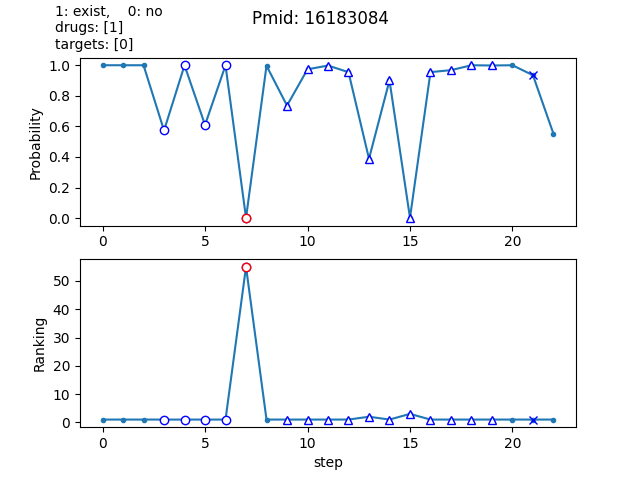 1: exist,    0: no
Pmid: 16183084
drugs: [1]
targets: [0]
1.0
0.8
0.6
0.4
0.2
0.0
Probability
0 5 10 15 20
50
40
30
20
10
0
Ranking
0 5 10 15 20
step